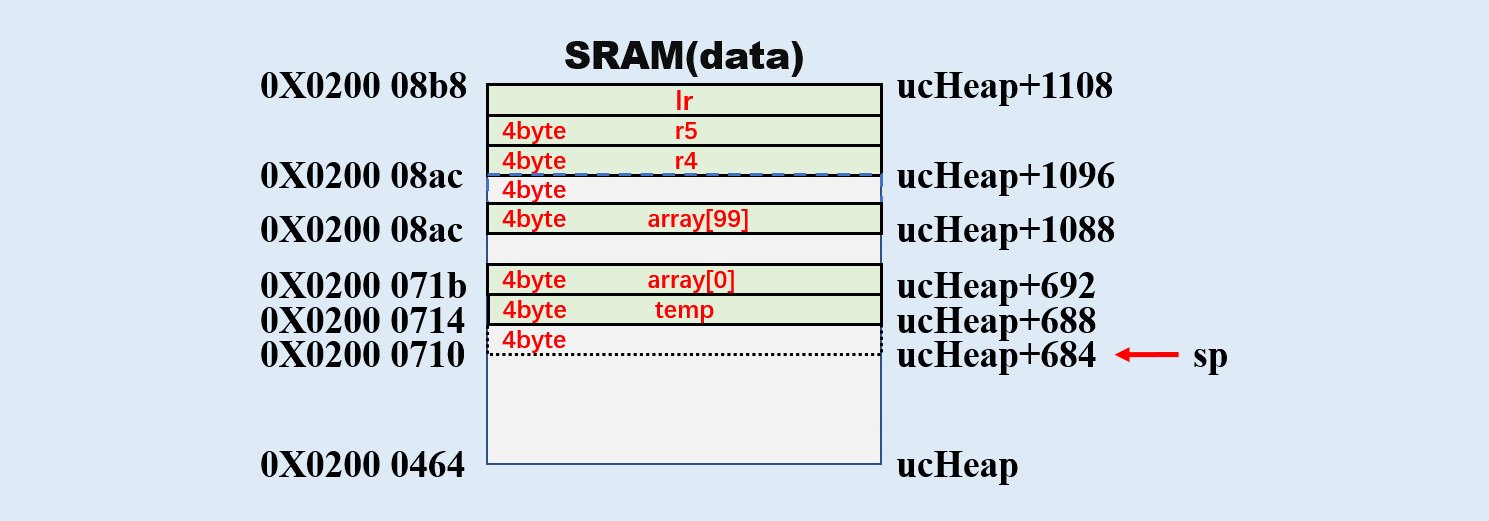 SRAM(data)
0X0200 08b8 lr ucHeap+1108
4byte r5
4byte r4
0X0200 08ac ucHeap+1096
4byte
4byte array[99]
0X0200 08ac ucHeap+1088
4byte array[0]
0X0200 071b ucHeap+692
4byte temp
0X0200 0714 ucHeap+688
4byte
0X0200 0710 ucHeap+684 sp
0X0200 0464 ucHeap